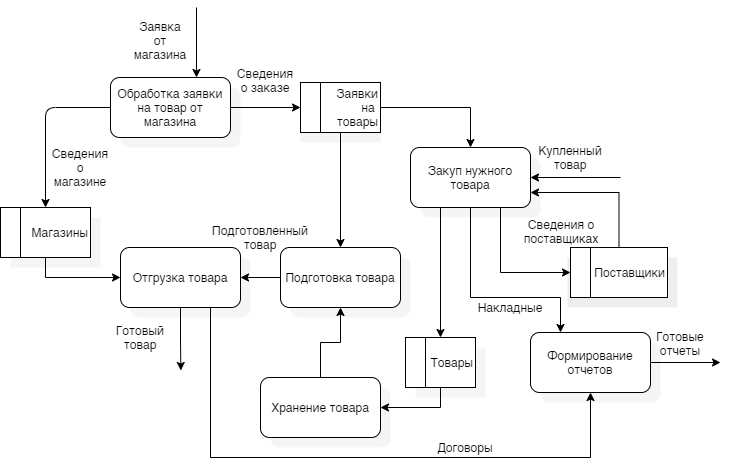 Заявка
от
магазина
Обработка заявки
на товар от
магазина
Сведения
о заказе
Заявки
на
товары
Сведения
о
магазине
Закуп нужного
товара
Купленный
товар
Магазины
Подготовленный
товар
Сведения о
поставщиках
Отгрузка товара
Подготовка товара
Поставщики
Накладные
Готовый
товар
Товары
Формирование
отчетов
Готовые
отчеты
Хранение товара
Договоры